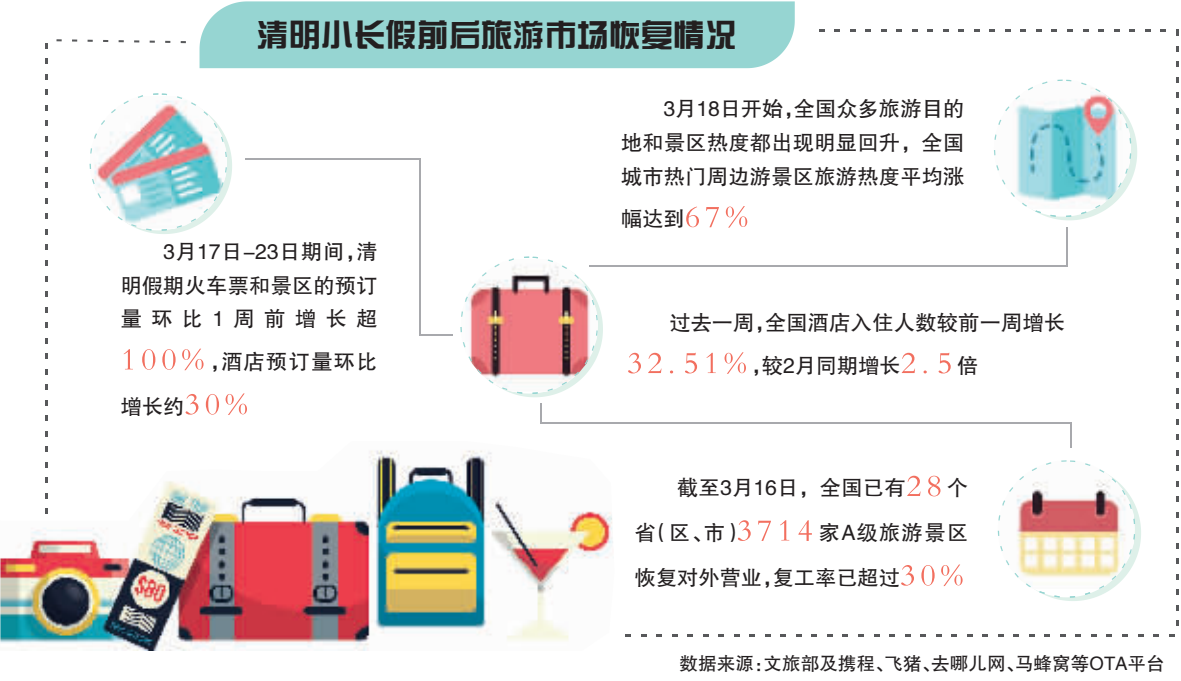 清明小长假前后旅游市场恢复情况
3月17日-23日期间,清
明假期火车票和景区的预订
量环比1周前增长超
100%,酒店预订量环比
增长约30%
3月18日开始,全国众多旅游目的
地和景区热度都出现明显回升，全国
城市热门周边游景区旅游热度平均涨
幅达到67%
过去一周,全国酒店入住人数较前一周增长
32.51%,较2月同期增长2.5倍
截至3月16日，全国已有28个
省(区、市)3714家A级旅游景区
恢复对外营业,复工率已超过30%
数据来源:文旅部及携程、飞猪、去哪儿网、马蜂窝等OTA平台